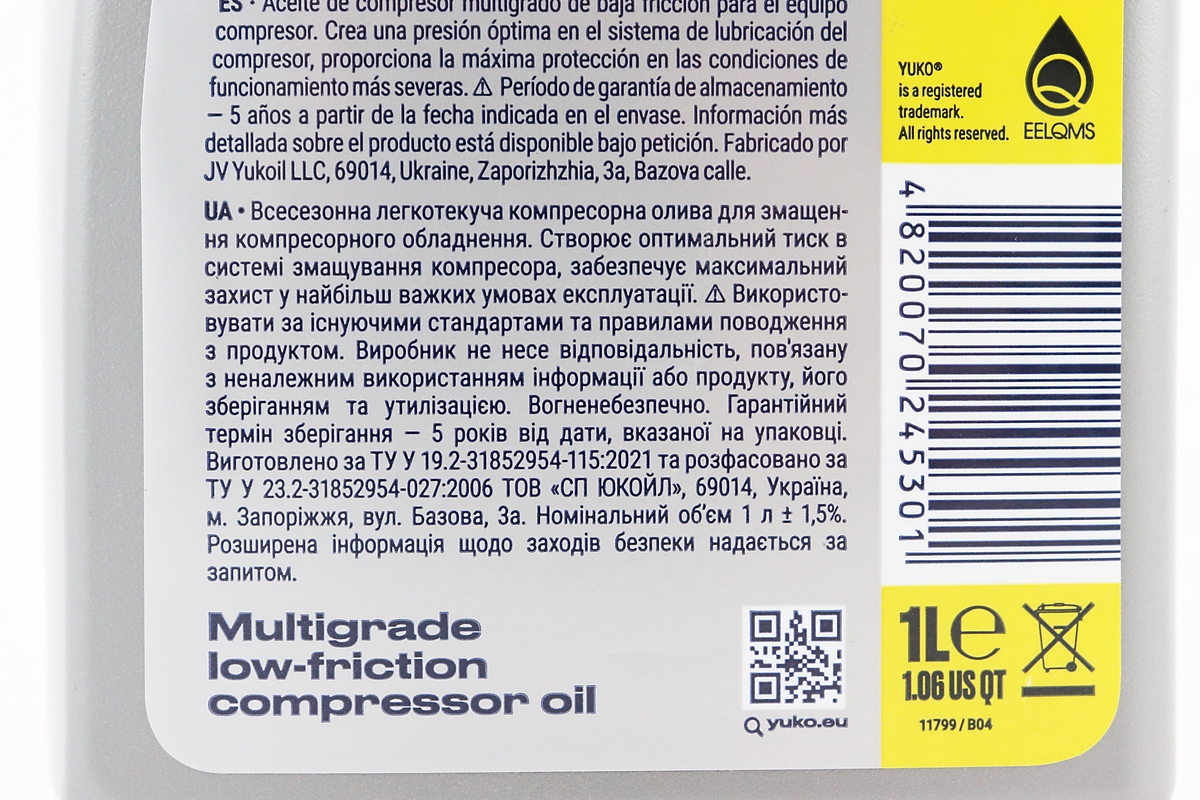 ES • Aceite de compresor multigrado de baja fricción para el equipo
compresor. Crea una presión óptima en el sistema de lubricación del
compresor, proporciona la máxima protección en las condiciones de
funcionamiento más severas. ⚠ Período de garantía de almacenamiento
– 5 años a partir de la fecha indicada en el envase. Información más
detallada sobre el producto está disponible bajo petición. Fabricado por
JV Yukoil LLC, 69014, Ukraine, Zaporizhzhia, 3a, Bazova calle.
UA • Всесезонна легкотекуча компресорна олива для змащен-
ня компресорного обладнення. Створює оптимальний тиск в
системі змащування компресора, забезпечує максимальний
захист у найбільш важких умовах експлуатації. ⚠ Використо-
вувати за існуючими стандартами та правилами поводження
з продуктом. Виробник не несе відповідальність, пов'язану
з неналежним використанням інформації або продукту, його
зберіганням та утилізацією. Вогненебезпечно. Гарантійний
термін зберігання – 5 років від дати, вказаної на упаковці.
Виготовлено за ТУ У 19.2-31852954-115:2021 та розфасовано за
ТУ У 23.2-31852954-027:2006 ТОВ «СП ЮКОЙЛ», 69014, Україна,
м. Запоріжжя, вул. Базова, 3а. Номінальний об'єм 1 л ± 1,5%.
Розширена інформація щодо заходів безпеки надається за
запитом.
Multigrade
low-friction
compressor oil
yuko.eu
YUKO®
is a registered
trademark.
All rights reserved.
EELQMS
4 820070 245301
1L e
1.06 US QT
11799 / B04